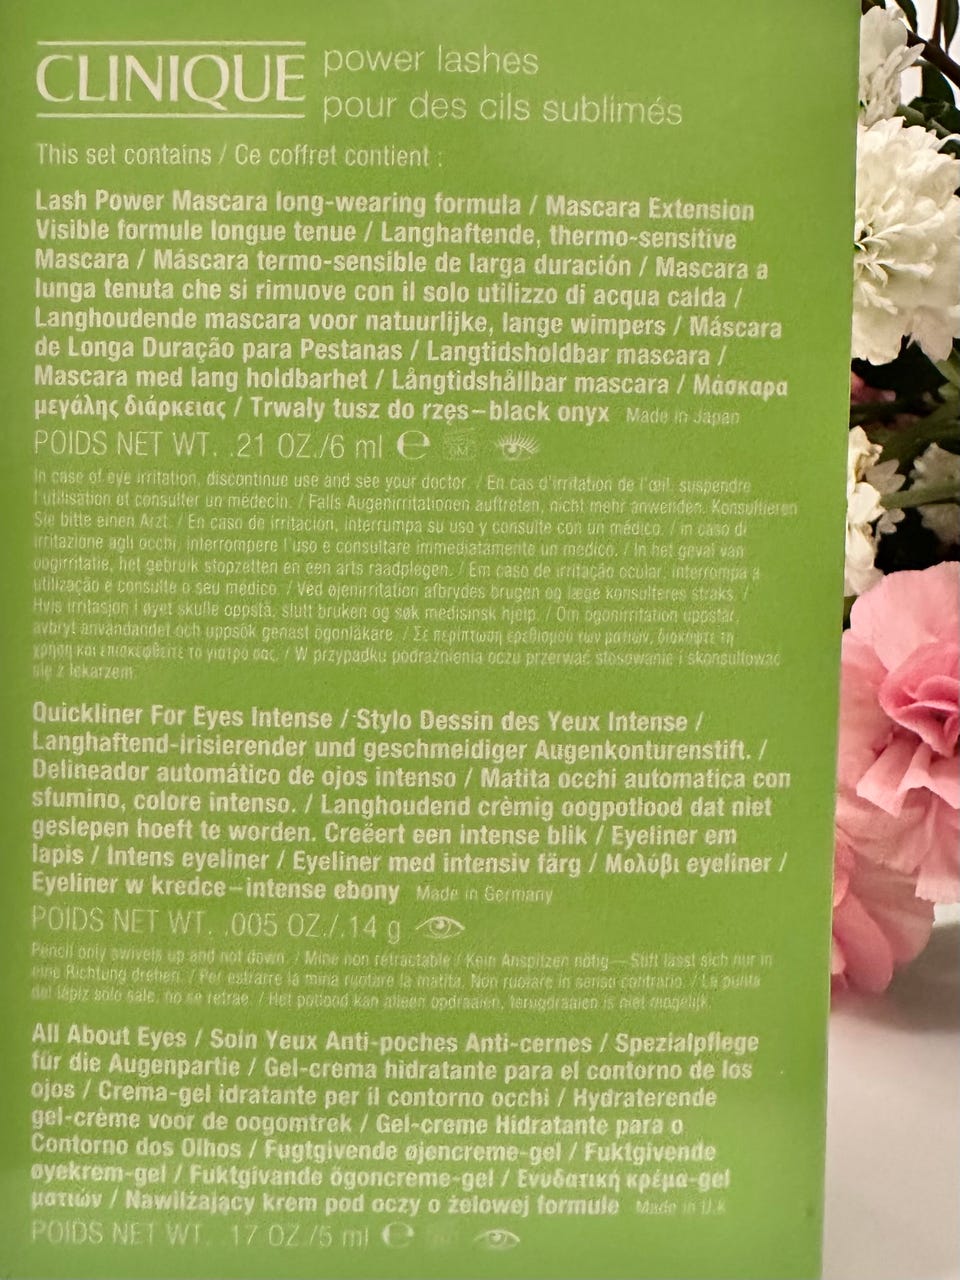 CLINIQUE power lashes
pour des cils sublimés
This set contains / Ce coffret contient :
Lash Power Mascara long-wearing formula / Mascara Extension
Visible formule longue tenue / Langhaftende, thermo-sensitive
Mascara / Máscara termo-sensible de larga duración / Mascara a
lunga tenuta che si rimuove con il solo utilizzo di acqua calda /
Langhoudende mascara voor natuurlijke, lange wimpers / Máscara
de Longa Duração para Pestanas / Langtidsholdbar mascara /
Mascara med lang holdbarhet / Långtidshållbar mascara / Μάσκαρα
μεγάλης διάρκειας / Trwały tusz do rzęs–black onyx Made in Japan
POIDS NET WT. .21 OZ./6 ml ℮
In case of eye irritation, discontinue use and see your doctor. / En cas d'irritation de l'œil, suspendre
l'utilisation et consulter un médecin. / Falls Augenirritationen auftreten, nicht mehr anwenden. Konsultieren
Sie bitte einen Arzt. / En caso de irritación, interrumpa su uso y consulte con un médico. / in caso di
irritazione agli occhi, interrompere l'uso e consultare immediatamente un medico. / In het geval van
oogirritatie, het gebruik stopzetten en een arts raadplegen. / Em caso de irritação ocular, interrompa a
utilização e consulte o seu médico. / Ved øjenirritation afbrydes brugen og læge konsulteres straks. /
Hvis irritasjon i øyet skulle oppstå, slutt bruken og søk medisinsk hjelp. / Om ögonirritation uppstår,
avbryt användandet och uppsök genast ögonläkare. / Σε περίπτωση ερεθισμού των ματιών, διακόψτε τη
χρήση και επισκεφθείτε το γιατρό σας. / W przypadku podrażnienia oczu przerwać stosowanie i skonsultować
się z lekarzem.
Quickliner For Eyes Intense / Stylo Dessin des Yeux Intense /
Langhaftend-irisierender und geschmeidiger Augenkonturenstift. /
Delineador automático de ojos intenso / Matita occhi automatica con
sfumino, colore intenso. / Langhoudend crèmig oogpotlood dat niet
geslepen hoeft te worden. Creëert een intense blik / Eyeliner em
lapis / Intens eyeliner / Eyeliner med intensiv färg / Μολύβι eyeliner /
Eyeliner w kredce–intense ebony Made in Germany
POIDS NET WT. .005 OZ./.14 g
Pencil only swivels up and not down. / Mine non rétractable / Kein Anspitzen nötig—Stift lässt sich nur in
eine Richtung drehen. / Per estrarre la mina ruotare la matita. Non ruotare in senso contrario. / La punta
del lápiz sólo sale, no se retrae. / Het potlood kan alleen opdraaien, terugdraaien is niet mogelijk.
All About Eyes / Soin Yeux Anti-poches Anti-cernes / Spezialpflege
für die Augenpartie / Gel-crema hidratante para el contorno de los
ojos / Crema-gel idratante per il contorno occhi / Hydraterende
gel-crème voor de oogomtrek / Gel-creme Hidratante para o
Contorno dos Olhos / Fugtgivende øjencreme-gel / Fuktgivende
øyekrem-gel / Fuktgivande ögoncreme-gel / Ενυδατική κρέμα-gel
ματιών / Nawilżający krem pod oczy o żelowej formule Made in U.K.
POIDS NET WT. .17 OZ./5 ml ℮